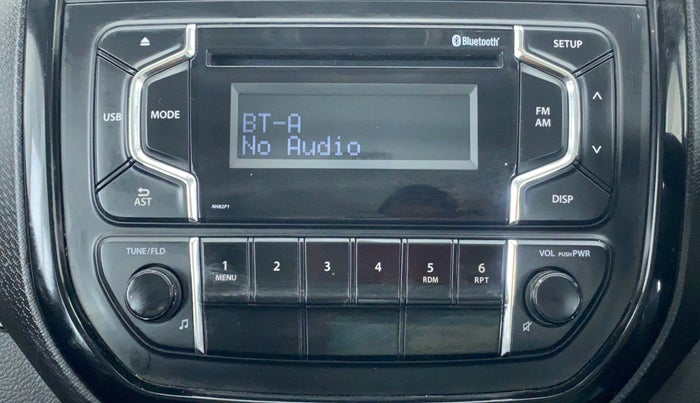 Bluetooth
SETUP
USB
MODE
FM
AM
BT-A
No Audio
AST
DISP
NH82P1
TUNE/FLD
VOL PUSH PWR
1
MENU
2
3
4
5
RDM
6
RPT